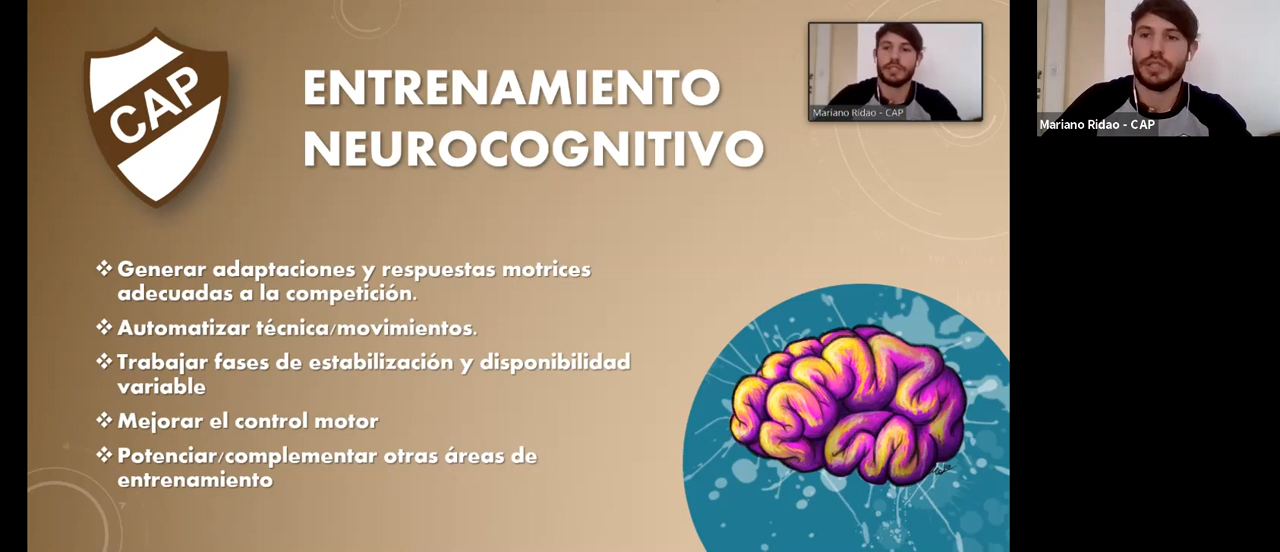 CAP
ENTRENAMIENTO
NEUROCOGNITIVO
Mariano Ridao - CAP
Mariano Ridao - CAP
❖ Generar adaptaciones y respuestas motrices
adecuadas a la competición.
❖ Automatizar técnica/movimientos.
❖ Trabajar fases de estabilización y disponibilidad
variable
❖ Mejorar el control motor
❖ Potenciar/complementar otras áreas de
entrenamiento